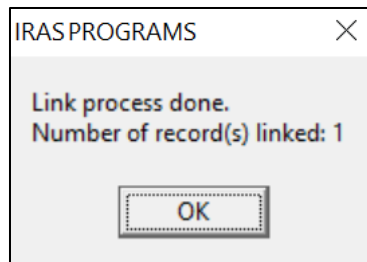 IRAS PROGRAMS
Link process done.
Number of record(s) linked: 1
OK